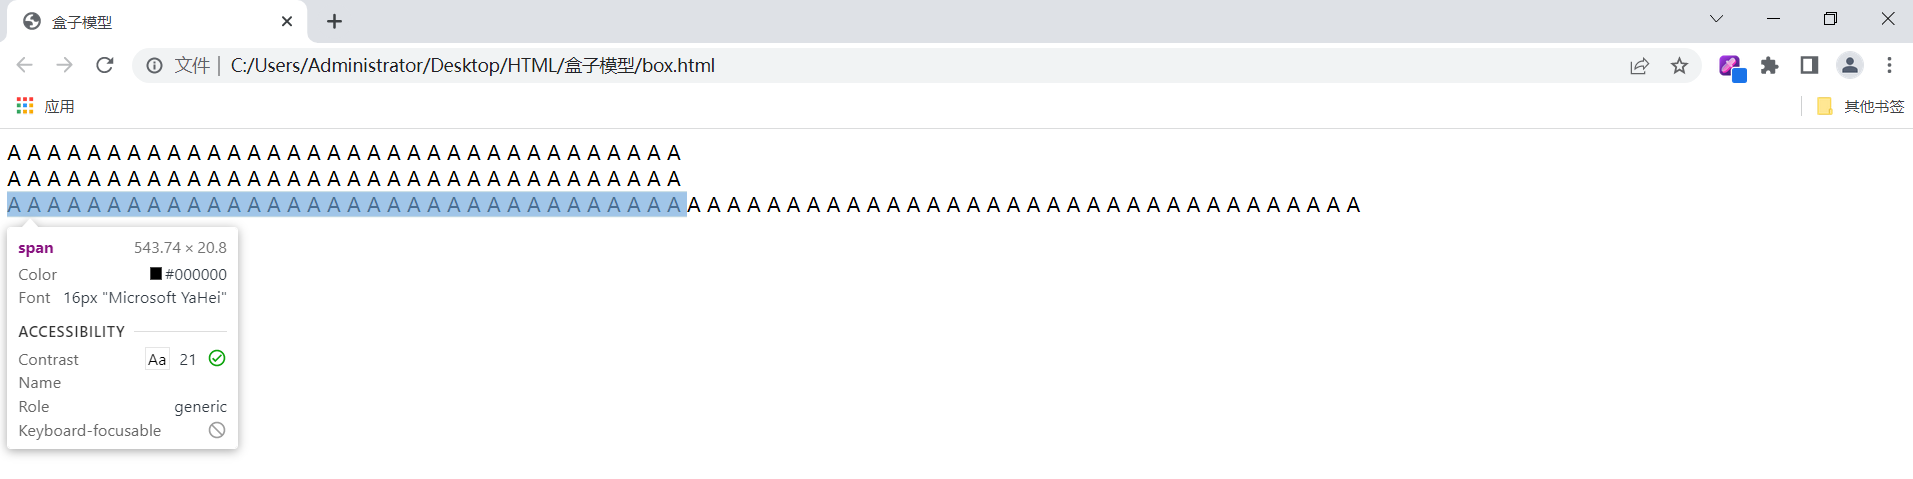 盒子模型
文件 | C:/Users/Administrator/Desktop/HTML/盒子模型/box.html
应用
其他书签
A A A A A A A A A A A A A A A A A A A A A A A A A A A A A A A A A A
A A A A A A A A A A A A A A A A A A A A A A A A A A A A A A A A A A
A A A A A A A A A A A A A A A A A A A A A A A A A A A A A A A A A A A A A A A A A A A A A A A A A A A A A A A A A A A A A A A A A A A A
span 543.74 × 20.8
Color #000000
Font 16px "Microsoft YaHei"
ACCESSIBILITY
Contrast Aa 21
Name
Role generic
Keyboard-focusable